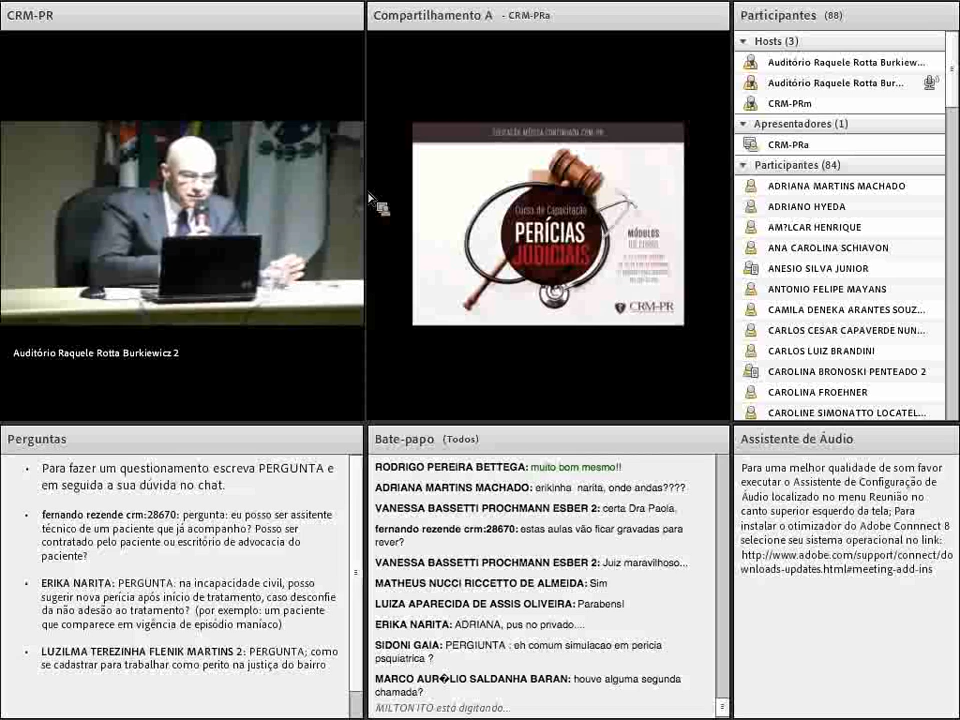 CRM-PR
Auditório Raquele Rotta Burkiewicz 2
Compartilhamento A - CRM-PRa
EDUCAÇÃO MÉDICA CONTINUADA CRM-PR
Curso de Capacitação
PERÍCIAS
JUDICIAIS
MÓDULOS
DO CURSO
CRM-PR
Participantes (88)
Hosts (3)
Auditório Raquele Rotta Burkiew...
Auditório Raquele Rotta Bur...
CRM-PRm
Apresentadores (1)
CRM-PRa
Participantes (84)
ADRIANA MARTINS MACHADO
ADRIANO HYEDA
AM?LCAR HENRIQUE
ANA CAROLINA SCHIAVON
ANESIO SILVA JUNIOR
ANTONIO FELIPE MAYANS
CAMILA DENEKA ARANTES SOUZ...
CARLOS CESAR CAPAVERDE NUN...
CARLOS LUIZ BRANDINI
CAROLINA BRONOSKI PENTEADO 2
CAROLINA FROEHNER
CAROLINE SIMONATTO LOCATEL...
Perguntas
• Para fazer um questionamento escreva PERGUNTA e
em seguida a sua dúvida no chat.
• fernando rezende crm:28670: pergunta: eu posso ser assitente
técnico de um paciente que já acompanho? Posso ser
contratado pelo paciente ou escritório de advocacia do
paciente?
• ERIKA NARITA: PERGUNTA: na incapacidade civil, posso
sugerir nova perícia após início de tratamento, caso desconfie
da não adesão ao tratamento? (por exemplo: um paciente
que comparece em vigência de episódio maníaco)
• LUZILMA TEREZINHA FLENIK MARTINS 2: PERGUNTA; como
se cadastrar para trabalhar como perito na justiça do bairro
Bate-papo (Todos)
RODRIGO PEREIRA BETTEGA: muito bom mesmo!!
ADRIANA MARTINS MACHADO: erikinha narita, onde andas????
VANESSA BASSETTI PROCHMANN ESBER 2: certa Dra Paola,
fernando rezende crm:28670: estas aulas vão ficar gravadas para
rever?
VANESSA BASSETTI PROCHMANN ESBER 2: Juiz maravilhoso...
MATHEUS NUCCI RICCETTO DE ALMEIDA: Sim
LUIZA APARECIDA DE ASSIS OLIVEIRA: Parabens!
ERIKA NARITA: ADRIANA, pus no privado....
SIDONI GAIA: PERGIUNTA : eh comum simulacao em pericia
psquiatrica ?
MARCO AUR�LIO SALDANHA BARAN: houve alguma segunda
chamada?
MILTON ITO está digitando...
Assistente de Áudio
Para uma melhor qualidade de som favor
executar o Assistente de Configuração de
Áudio localizado no menu Reunião no
canto superior esquerdo da tela; Para
instalar o otimizador do Adobe Connnect 8
selecione seu sistema operacional no link:
http://www.adobe.com/support/connect/do
wnloads-updates.html#meeting-add-ins